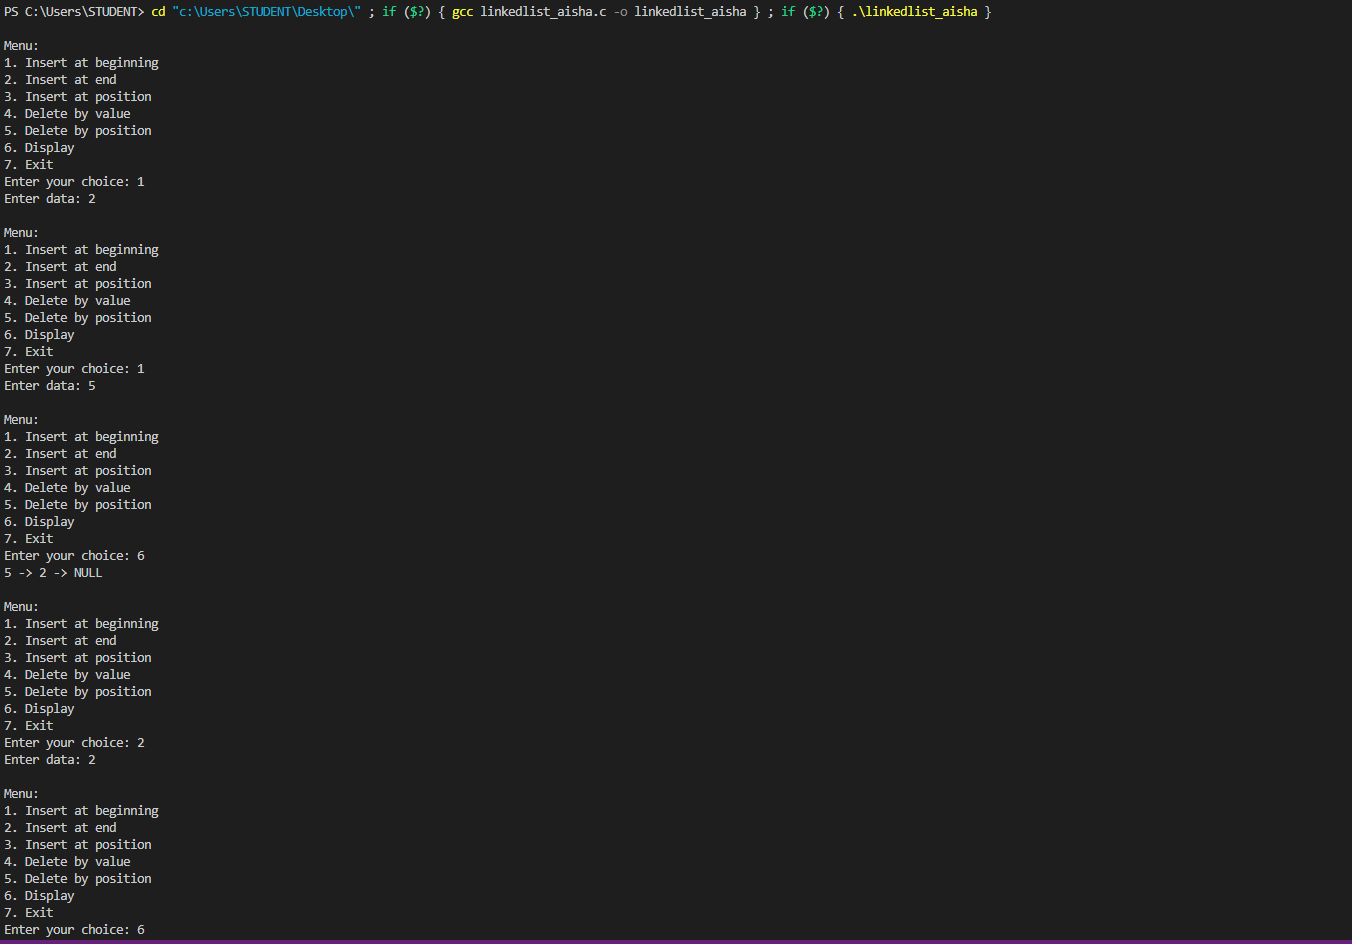 PS C:\Users\STUDENT> cd "c:\Users\STUDENT\Desktop\" ; if ($?) { gcc linkedlist_aisha.c -o linkedlist_aisha } ; if ($?) { .\linkedlist_aisha }
Menu:
1. Insert at beginning
2. Insert at end
3. Insert at position
4. Delete by value
5. Delete by position
6. Display
7. Exit
Enter your choice: 1
Enter data: 2
Menu:
1. Insert at beginning
2. Insert at end
3. Insert at position
4. Delete by value
5. Delete by position
6. Display
7. Exit
Enter your choice: 1
Enter data: 5
Menu:
1. Insert at beginning
2. Insert at end
3. Insert at position
4. Delete by value
5. Delete by position
6. Display
7. Exit
Enter your choice: 6
5 -> 2 -> NULL
Menu:
1. Insert at beginning
2. Insert at end
3. Insert at position
4. Delete by value
5. Delete by position
6. Display
7. Exit
Enter your choice: 2
Enter data: 2
Menu:
1. Insert at beginning
2. Insert at end
3. Insert at position
4. Delete by value
5. Delete by position
6. Display
7. Exit
Enter your choice: 6